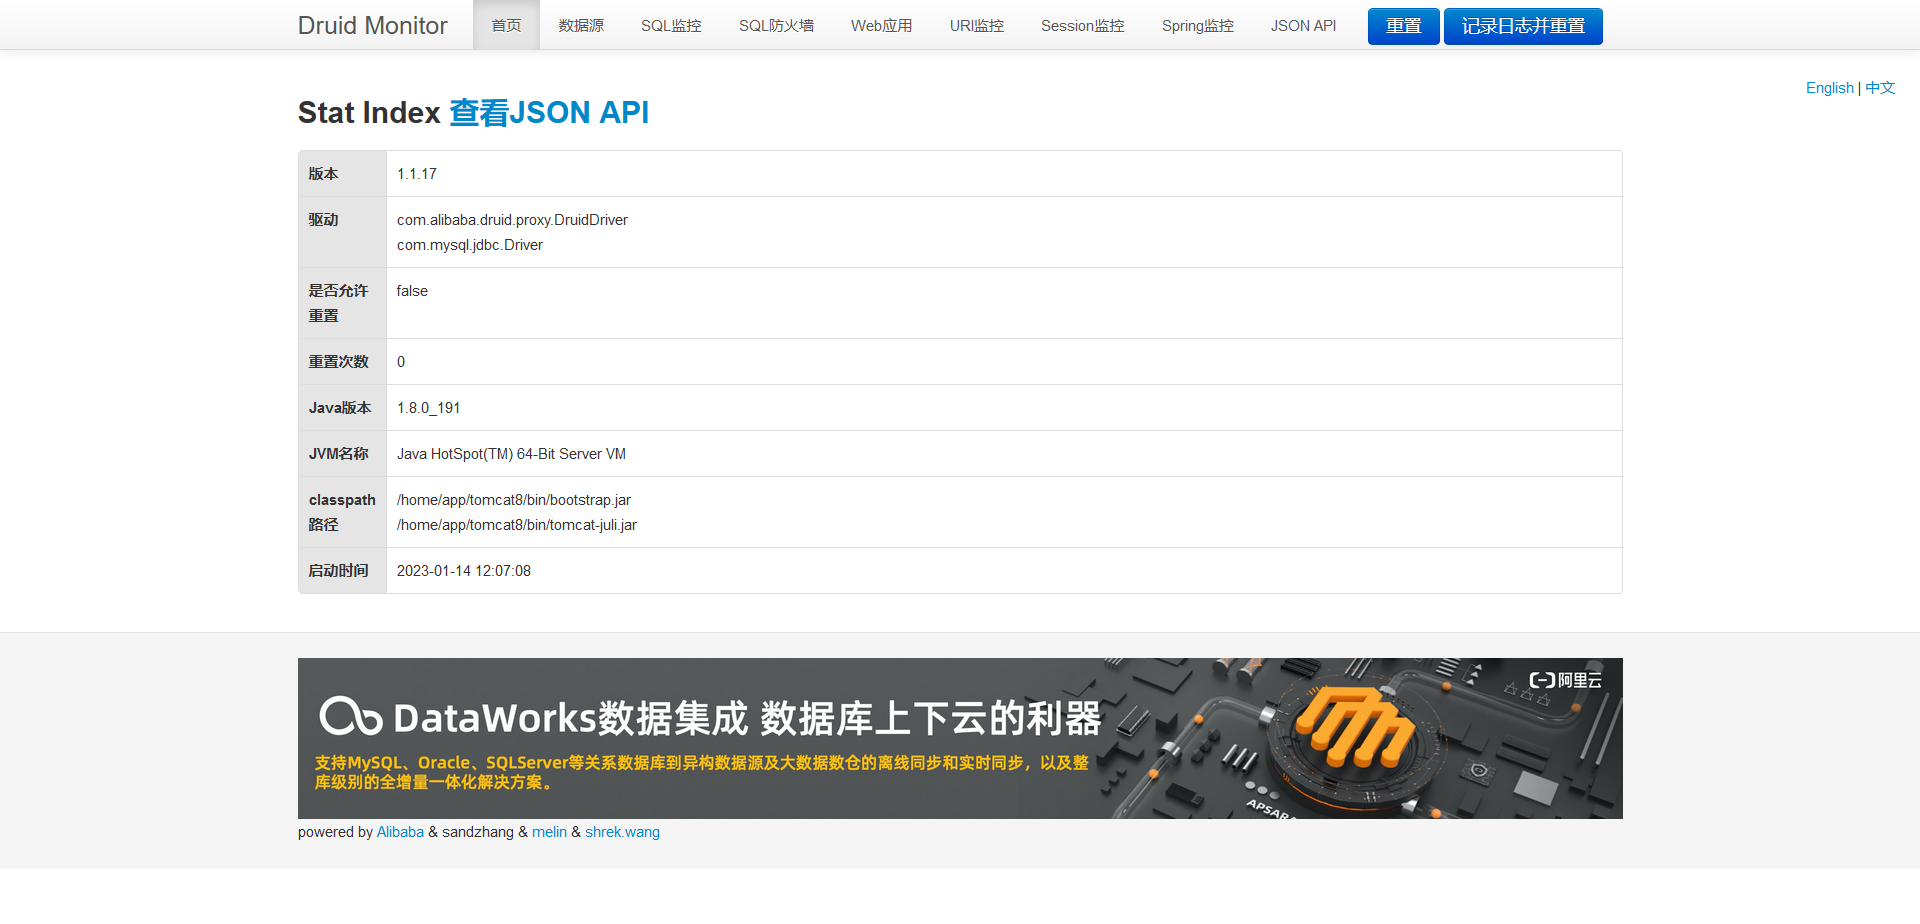 Druid Monitor 首页 数据源 SQL监控 SQL防火墙 Web应用 URI监控 Session监控 Spring监控 JSON API 重置 记录日志并重置
English | 中文
Stat Index 查看JSON API
版本 1.1.17
驱动 com.alibaba.druid.proxy.DruidDriver
com.mysql.jdbc.Driver
是否允许 false
重置
重置次数 0
Java版本 1.8.0_191
JVM名称 Java HotSpot(TM) 64-Bit Server VM
classpath /home/app/tomcat8/bin/bootstrap.jar
路径 /home/app/tomcat8/bin/tomcat-juli.jar
启动时间 2023-01-14 12:07:08
阿里云
DataWorks数据集成 数据库上下云的利器
支持MySQL、Oracle、SQLServer等关系数据库到异构数据源及大数据数仓的离线同步和实时同步，以及整
库级别的全增量一体化解决方案。
APSARA
powered by Alibaba & sandzhang & melin & shrek.wang